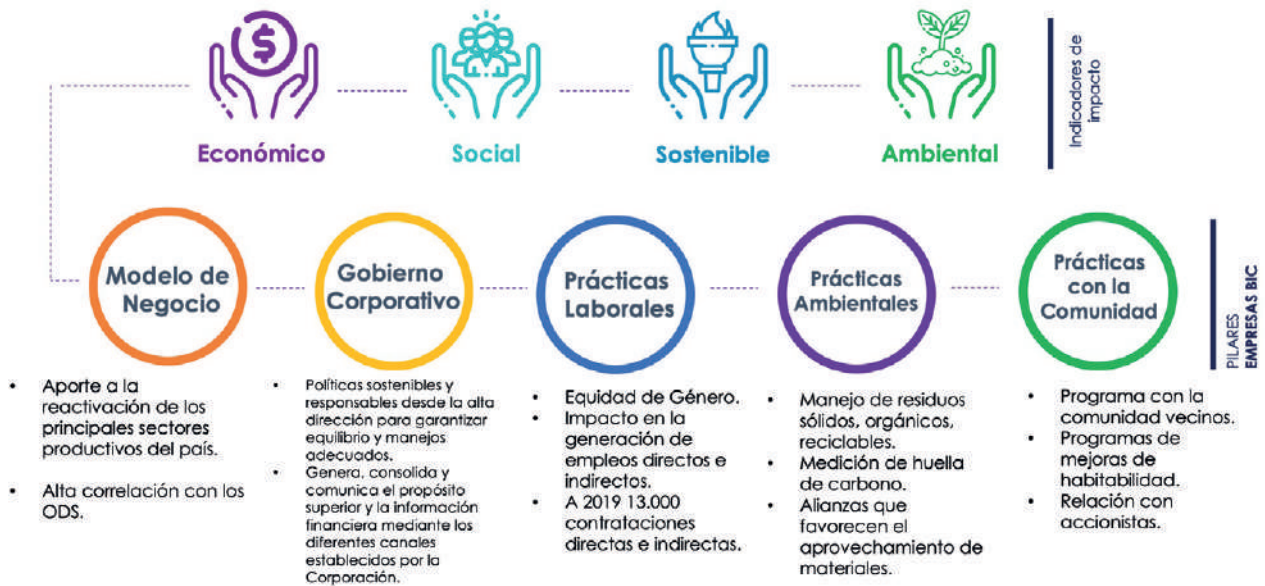 $
Económico
Social
Sostenible
Ambiental
Indicadores de
impacto
Modelo de
Negocio
Gobierno
Corporativo
Prácticas
Laborales
Prácticas
Ambientales
Prácticas
con la
Comunidad
PILARES
EMPRESAS BIC
• Aporte a la
reactivación de los
principales sectores
productivos del país.
• Alta correlación con los
ODS.
• Políticas sostenibles y
responsables desde la alta
dirección para garantizar
equilibrio y manejos
adecuados.
• Genera, consolida y
comunica el propósito
superior y la información
financiera mediante los
diferentes canales
establecidos por la
Corporación.
• Equidad de Género.
• Impacto en la
generación de
empleos directos e
indirectos.
• A 2019 13.000
contrataciones
directas e indirectas.
• Manejo de residuos
sólidos, orgánicos,
reciclables.
• Medición de huella
de carbono.
• Alianzas que
favorecen el
aprovechamiento de
materiales.
• Programa con la
comunidad vecinos.
• Programas de
mejoras de
habitabilidad.
• Relación con
accionistas.